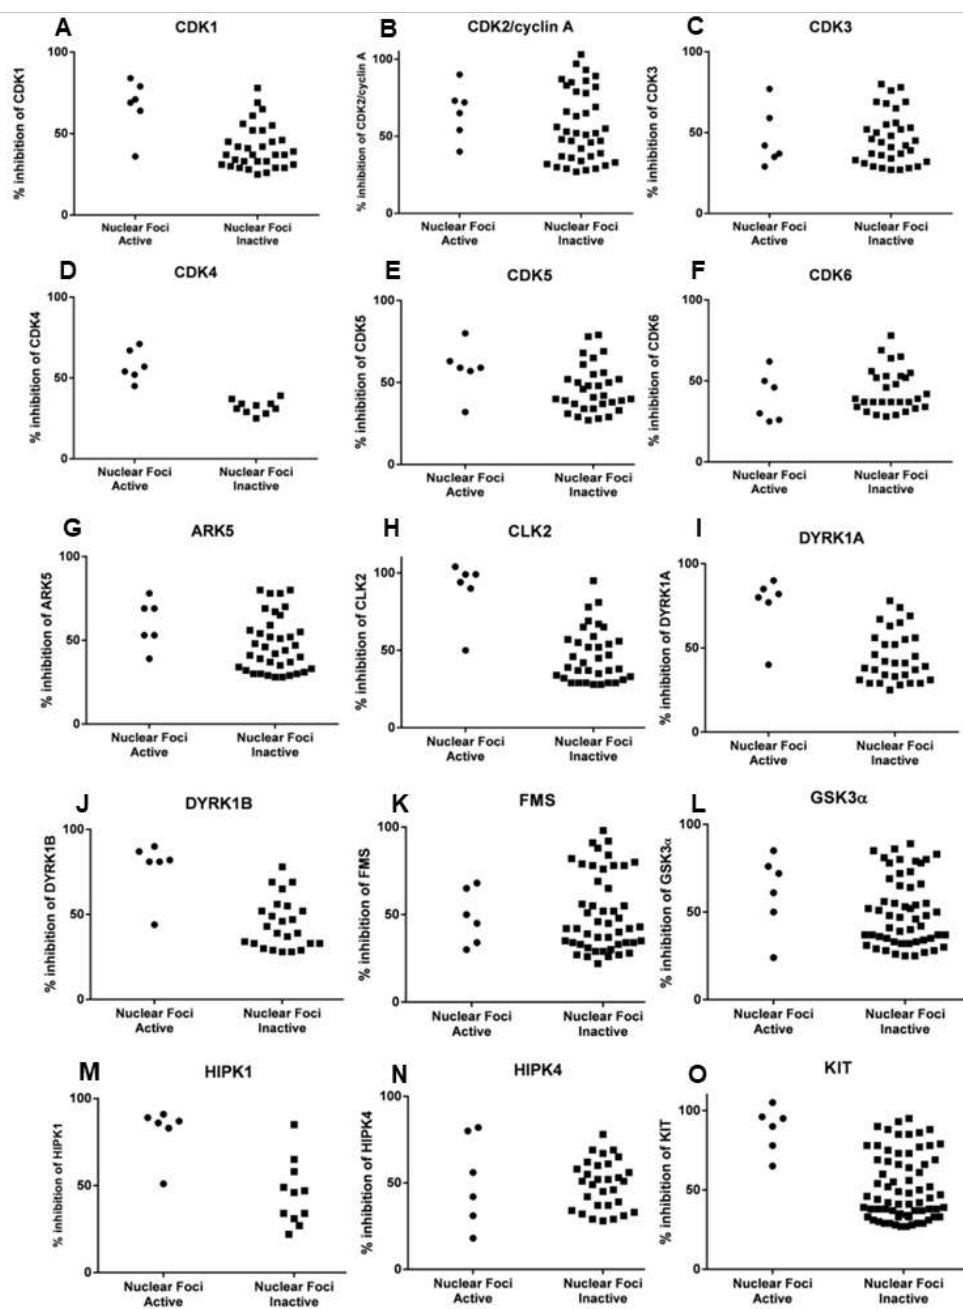 A CDK1
% inhibition of CDK1
100
50
0
Nuclear Foci Active
Nuclear Foci Inactive
B CDK2/cyclin A
% inhibition of CDK2/cyclin A
100
50
0
Nuclear Foci Active
Nuclear Foci Inactive
C CDK3
% inhibition of CDK3
100
50
0
Nuclear Foci Active
Nuclear Foci Inactive
D CDK4
% inhibition of CDK4
100
50
0
Nuclear Foci Active
Nuclear Foci Inactive
E CDK5
% inhibition of CDK5
100
50
0
Nuclear Foci Active
Nuclear Foci Inactive
F CDK6
% inhibition of CDK6
100
50
0
Nuclear Foci Active
Nuclear Foci Inactive
G ARK5
% inhibition of ARK5
100
50
0
Nuclear Foci Active
Nuclear Foci Inactive
H CLK2
% inhibition of CLK2
100
50
0
Nuclear Foci Active
Nuclear Foci Inactive
I DYRK1A
% inhibition of DYRK1A
100
50
0
Nuclear Foci Active
Nuclear Foci Inactive
J DYRK1B
% inhibition of DYRK1B
100
50
0
Nuclear Foci Active
Nuclear Foci Inactive
K FMS
% inhibition of FMS
100
50
0
Nuclear Foci Active
Nuclear Foci Inactive
L GSK3α
% inhibition of GSK3α
100
50
0
Nuclear Foci Active
Nuclear Foci Inactive
M HIPK1
% inhibition of HIPK1
100
50
0
Nuclear Foci Active
Nuclear Foci Inactive
N HIPK4
% inhibition of HIPK4
100
50
0
Nuclear Foci Active
Nuclear Foci Inactive
O KIT
% inhibition of KIT
100
50
0
Nuclear Foci Active
Nuclear Foci Inactive